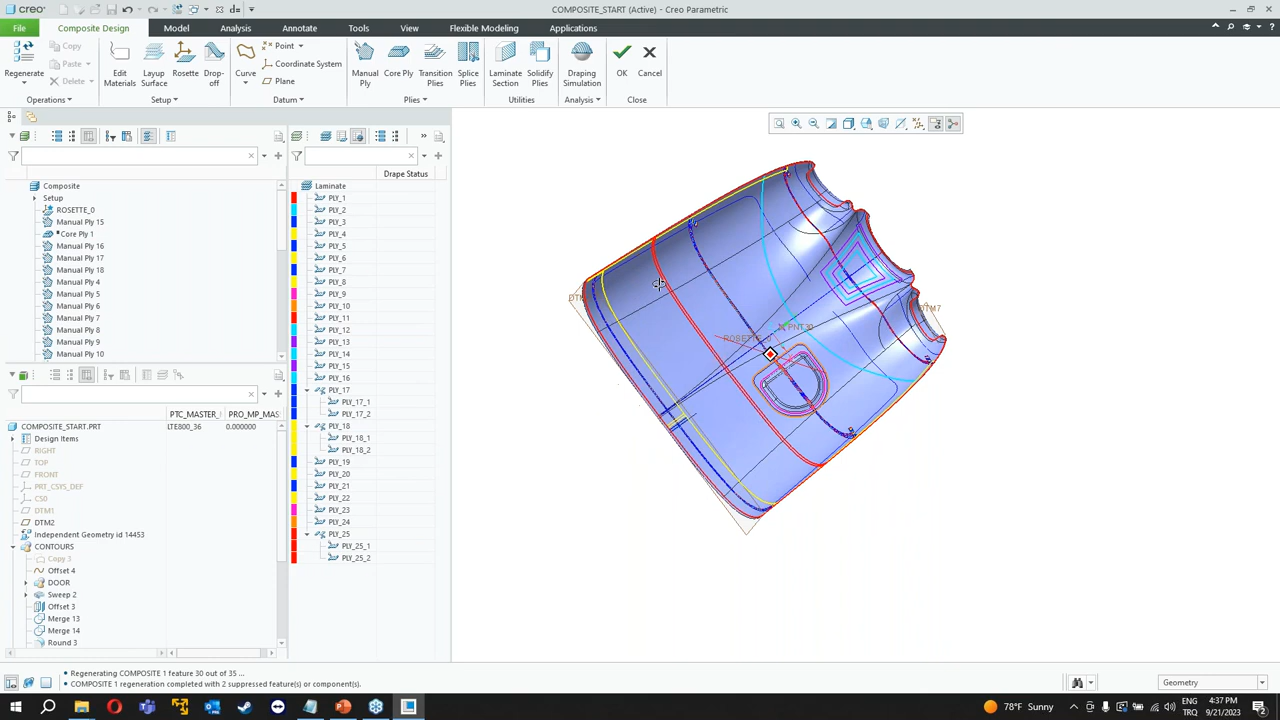 creo
COMPOSITE_START (Active) - Creo Parametric
File Composite Design Model Analysis Annotate Tools View Flexible Modeling Applications
Regenerate Copy Paste Delete
Edit Materials Layup Surface Rosette Drop-off
Curve Point Coordinate System Plane
Manual Ply Core Ply Transition Plies Splice Plies
Laminate Section Solidify Plies Draping Simulation OK Cancel
Operations Setup Datum Plies Utilities Analysis Close
Drape Status
Composite
Setup
ROSETTE_0
Manual Ply 15
Core Ply 1
Manual Ply 16
Manual Ply 17
Manual Ply 18
Manual Ply 4
Manual Ply 5
Manual Ply 6
Manual Ply 7
Manual Ply 8
Manual Ply 9
Manual Ply 10
Laminate
PLY_1
PLY_2
PLY_3
PLY_4
PLY_5
PLY_6
PLY_7
PLY_8
PLY_9
PLY_10
PLY_11
PLY_12
PLY_13
PLY_14
PLY_15
PLY_16
PLY_17
PLY_17_1
PLY_17_2
PLY_18
PLY_18_1
PLY_18_2
PLY_19
PLY_20
PLY_21
PLY_22
PLY_23
PLY_24
PLY_25
PLY_25_1
PLY_25_2
PTC_MASTER_ PRO_MP_MAS
COMPOSITE_START.PRT LTE800_36 0.000000
Design Items
RIGHT
TOP
FRONT
PRT_CSYS_DEF
CS0
DTM1
DTM2
Independent Geometry id 14453
CONTOURS
Copy 3
Offset 4
DOOR
Sweep 2
Offset 3
Merge 13
Merge 14
Round 3
DTM7
PNT30
• Regenerating COMPOSITE 1 feature 30 out of 35 ...
• COMPOSITE 1 regeneration completed with 2 suppressed feature(s) or component(s).
Geometry
78°F Sunny
ENG
TRQ
4:37 PM
9/21/2023
2